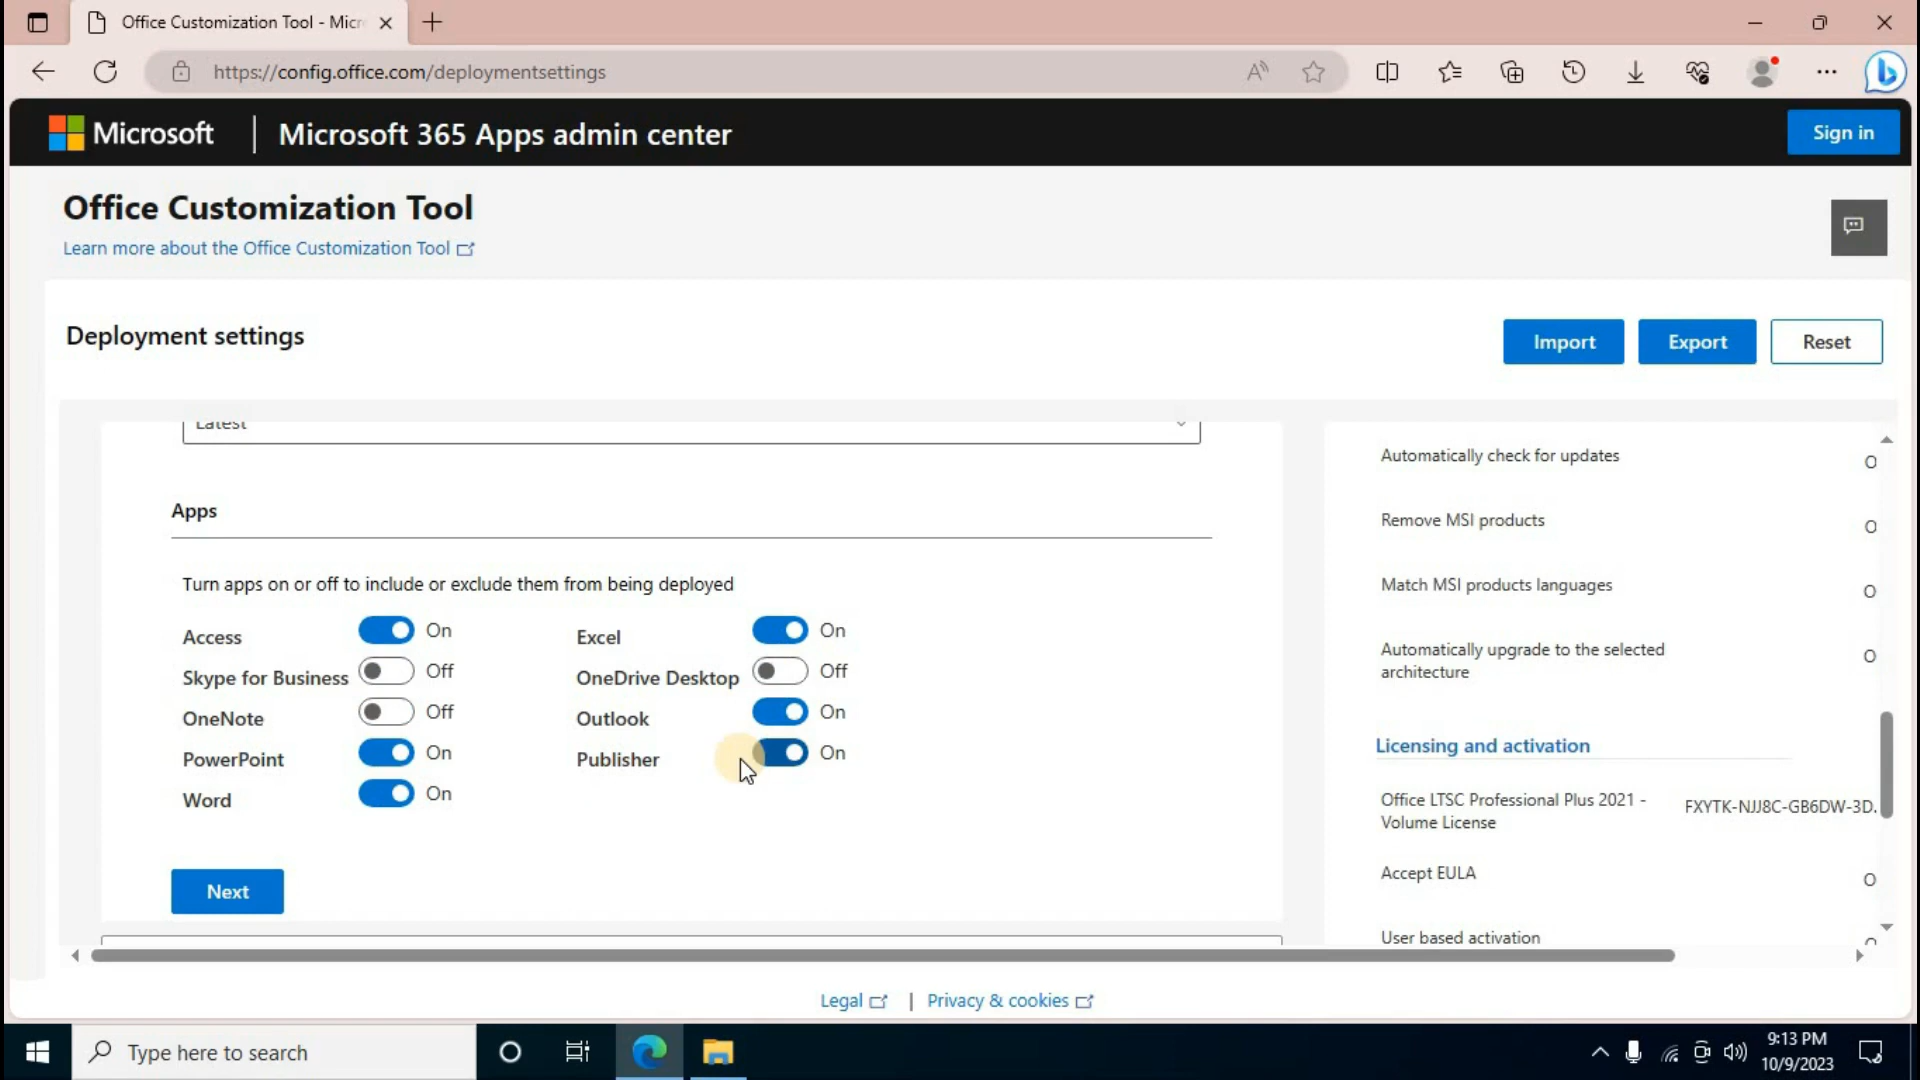 Office Customization Tool - Micr
https://config.office.com/deploymentsettings
Microsoft | Microsoft 365 Apps admin center
Sign in
Office Customization Tool
Learn more about the Office Customization Tool
Deployment settings
Import
Export
Reset
Latest
Apps
Turn apps on or off to include or exclude them from being deployed
Access On
Excel On
Skype for Business Off
OneDrive Desktop Off
OneNote Off
Outlook On
PowerPoint On
Publisher On
Word On
Next
Automatically check for updates O
Remove MSI products O
Match MSI products languages O
Automatically upgrade to the selected O
architecture
Licensing and activation
Office LTSC Professional Plus 2021 - FXYTK-NJJ8C-GB6DW-3D.
Volume License
Accept EULA O
User based activation
Legal | Privacy & cookies
Type here to search
9:13 PM
10/9/2023